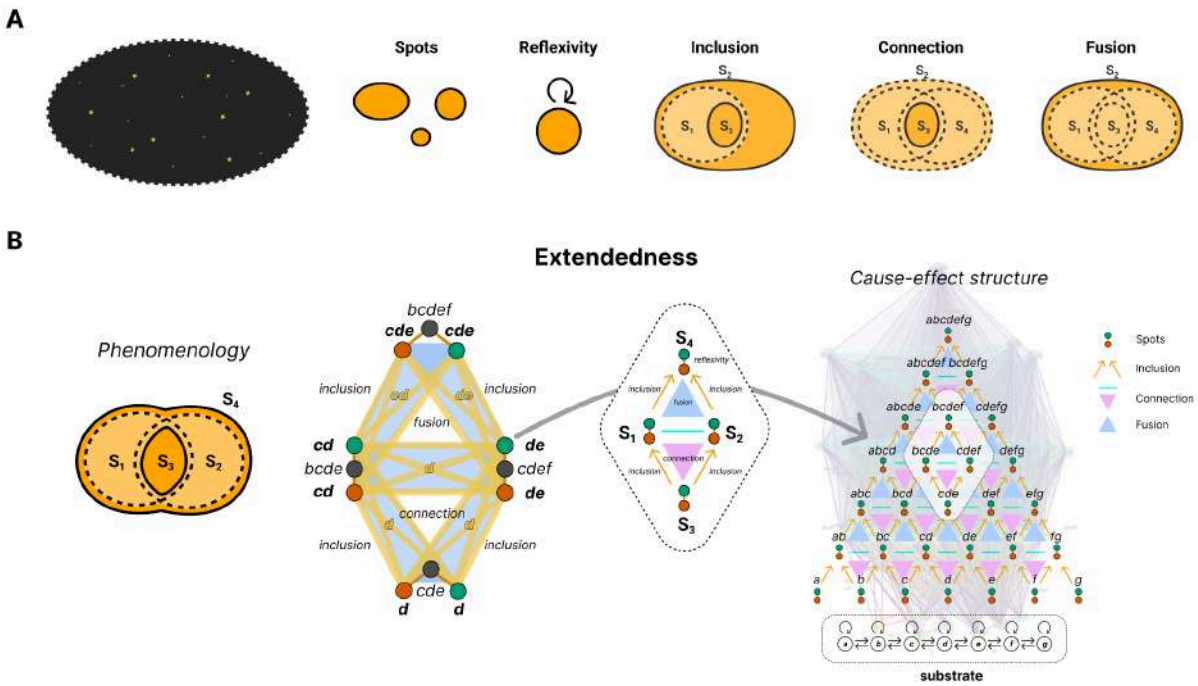 A
Spots
Reflexivity
Inclusion
Connection
Fusion
S2
S1
S3
S2
S1
S3
S4
S2
S1
S3
S4
B
Extendedness
Phenomenology
S4
S1
S3
S2
bcdef
cde
cde
inclusion
cd
de
inclusion
fusion
cd
de
bcde
d
cdef
cd
de
connection
d
d
inclusion
inclusion
cde
d
d
S4
reflexivity
inclusion
inclusion
fusion
S1
S2
connection
inclusion
inclusion
S3
Cause-effect structure
abcdefg
abcdef bcdefg
abcde bcdef cdefg
abcd bcde cdef defg
abc bcd cde def efg
ab bc cd de ef fg
a b c d e f g
a b c d e f g
substrate
Spots
Inclusion
Connection
Fusion